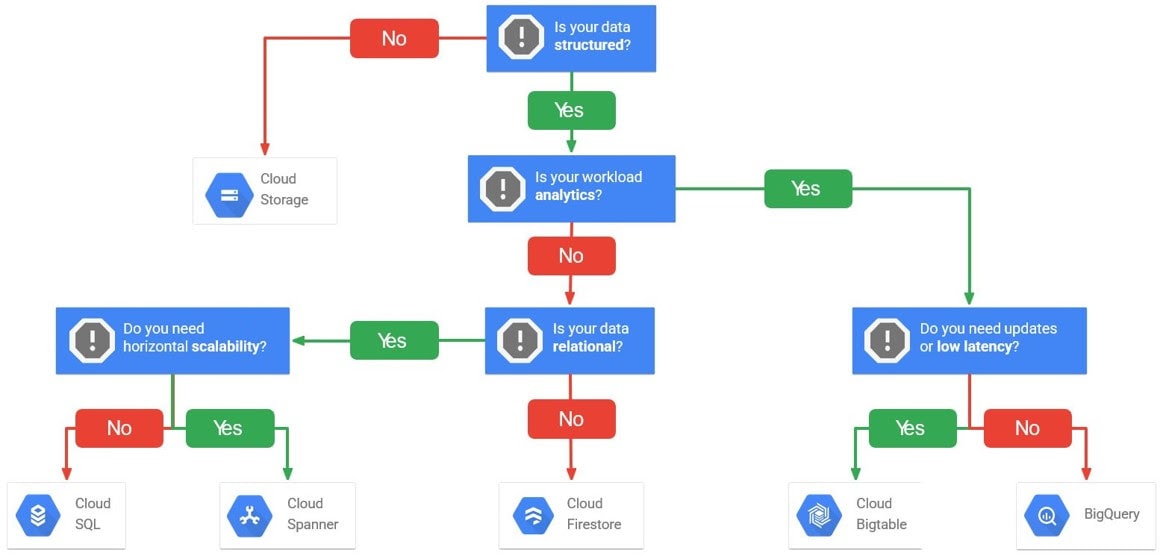 Is your data
structured?
No
Yes
Cloud
Storage
Is your workload
analytics?
Yes
No
Do you need
horizontal scalability?
Yes
Is your data
relational?
Do you need updates
or low latency?
No
Yes
No
Yes
No
Cloud
SQL
Cloud
Spanner
Cloud
Firestore
Cloud
Bigtable
BigQuery